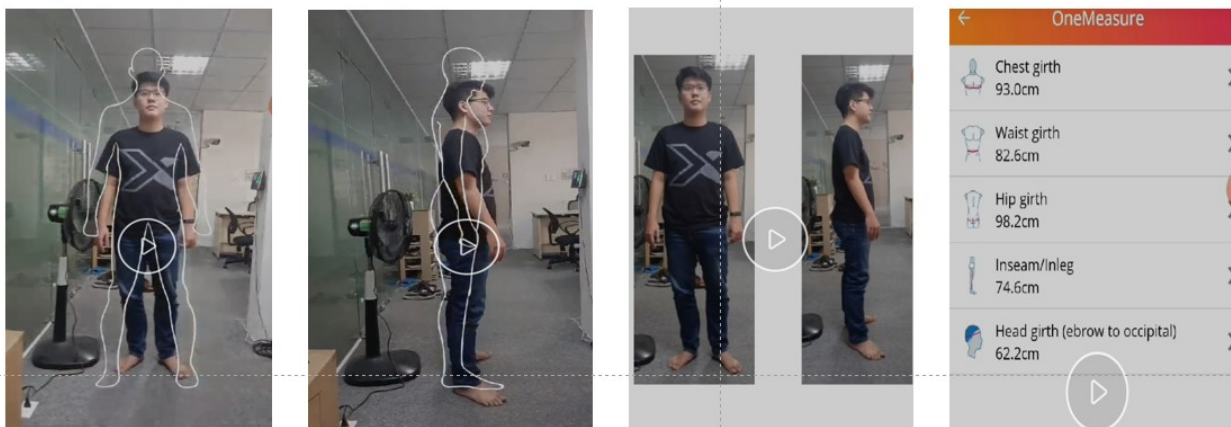 OneMeasure
Chest girth
93.0cm
Waist girth
82.6cm
Hip girth
98.2cm
Inseam/Inleg
74.6cm
Head girth (ebrow to occipital)
62.2cm